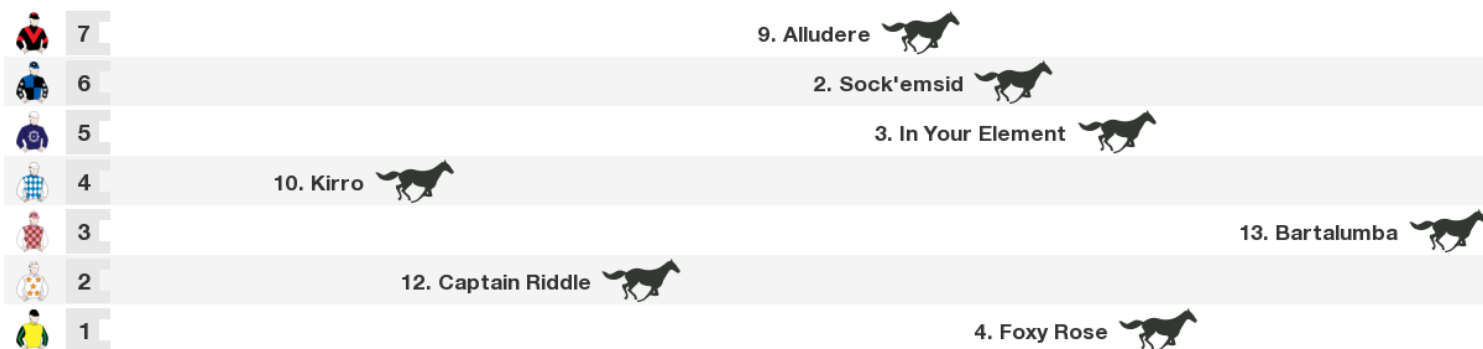 7 9. Alludere
6 2. Sock'emsid
5 3. In Your Element
4 10. Kirro
3 13. Bartalumba
2 12. Captain Riddle
1 4. Foxy Rose